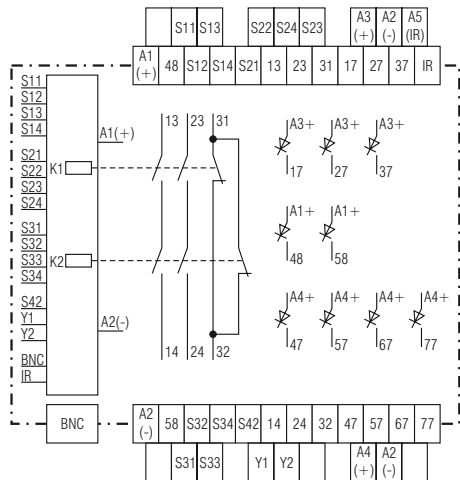 S11 S13 S22 S24 S23 A3 (+) A2 (-) A5 (IR)
A1 (+) 48 S12 S14 S21 13 23 31 17 27 37 IR
S11
S12
S13
S14
A1(+)
S21
S22
K1
S23
S24
S31
S32
S33
K2
S34
S42
Y1
Y2
A2(-)
BNC
IR
13 23 31
14 24 32
A3+ A3+ A3+
17 27 37
A1+ A1+
48 58
A4+ A4+ A4+ A4+
47 57 67 77
BNC
A2 (-) 58 S32 S34 S42 14 24 32 47 57 67 77
S31 S33 Y1 Y2 A4 (+) A2 (-)